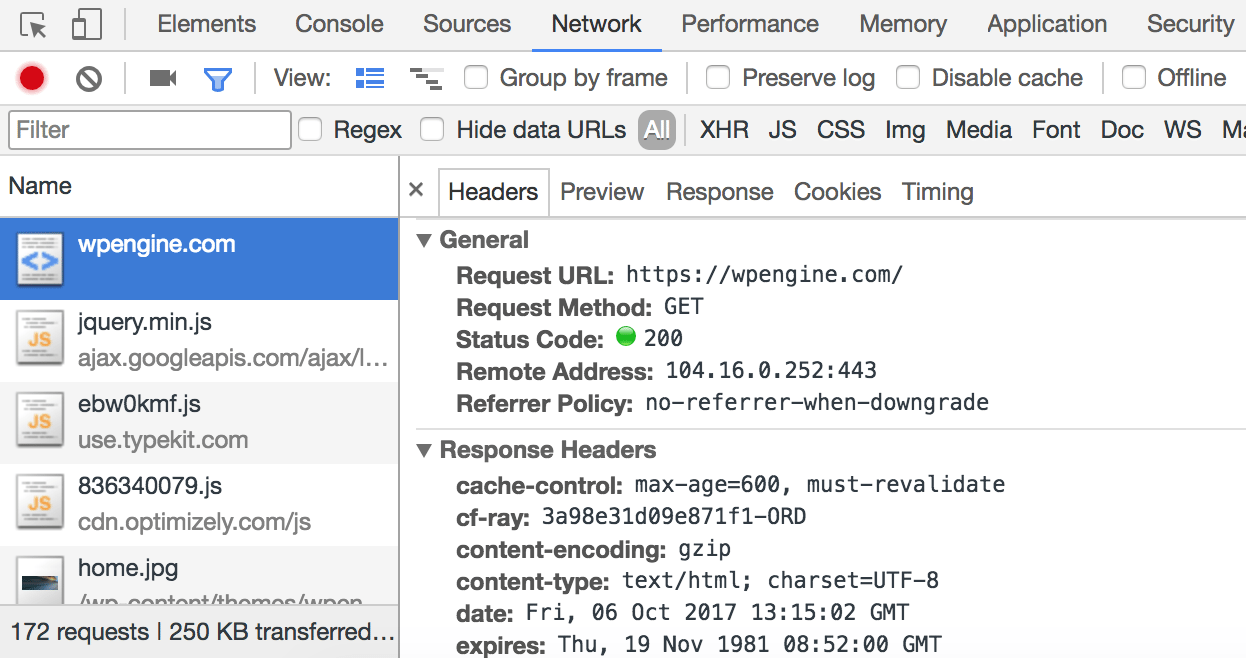 Elements Console Sources Network Performance Memory Application Security
View: Group by frame Preserve log Disable cache Offline
Filter Regex Hide data URLs All XHR JS CSS Img Media Font Doc WS Ma
Name
wpengine.com
JS jquery.min.js
ajax.googleapis.com/ajax/l…
JS ebw0kmf.js
use.typekit.com
JS 836340079.js
cdn.optimizely.com/js
home.jpg
/wp-content/themes/wpen
172 requests | 250 KB transferred…
× Headers Preview Response Cookies Timing
▼ General
Request URL: https://wpengine.com/
Request Method: GET
Status Code: 200
Remote Address: 104.16.0.252:443
Referrer Policy: no-referrer-when-downgrade
▼ Response Headers
cache-control: max-age=600, must-revalidate
cf-ray: 3a98e31d09e871f1-ORD
content-encoding: gzip
content-type: text/html; charset=UTF-8
date: Fri, 06 Oct 2017 13:15:02 GMT
expires: Thu, 19 Nov 1981 08:52:00 GMT